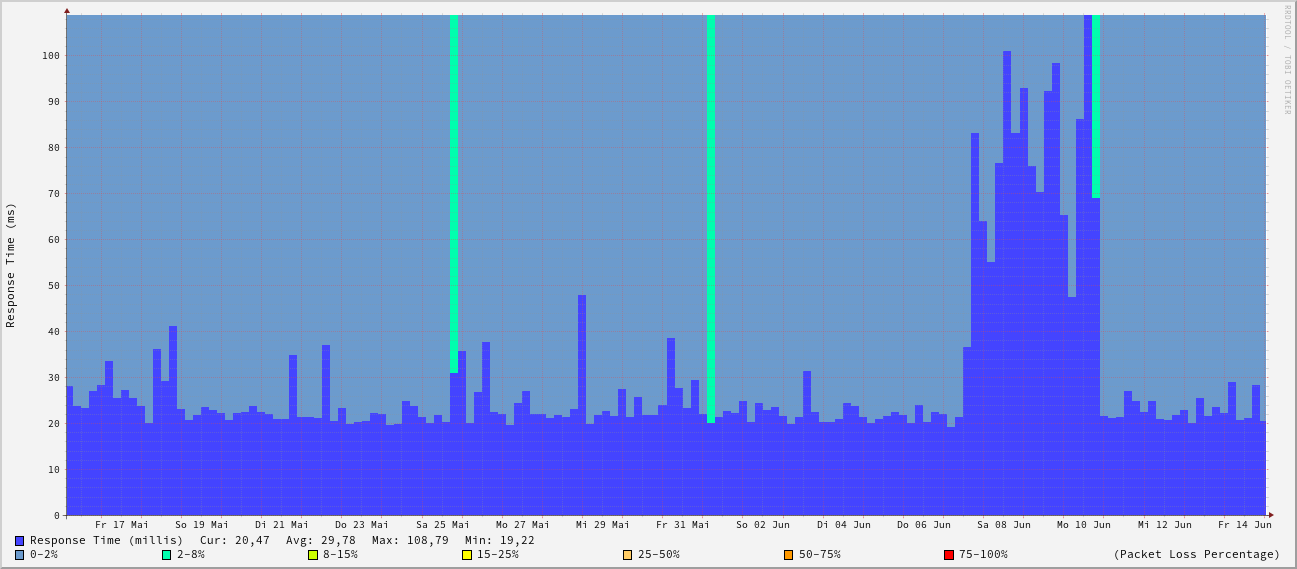 RRDTOOL / TOBI OETIKER
Response Time (ms)
100
90
80
70
60
50
40
30
20
10
0
Fr 17 Mai So 19 Mai Di 21 Mai Do 23 Mai Sa 25 Mai Mo 27 Mai Mi 29 Mai Fr 31 Mai So 02 Jun Di 04 Jun Do 06 Jun Sa 08 Jun Mo 10 Jun Mi 12 Jun Fr 14 Jun
Response Time (millis) Cur: 20,47 Avg: 29,78 Max: 108,79 Min: 19,22
0-2% 2-8% 8-15% 15-25% 25-50% 50-75% 75-100% (Packet Loss Percentage)